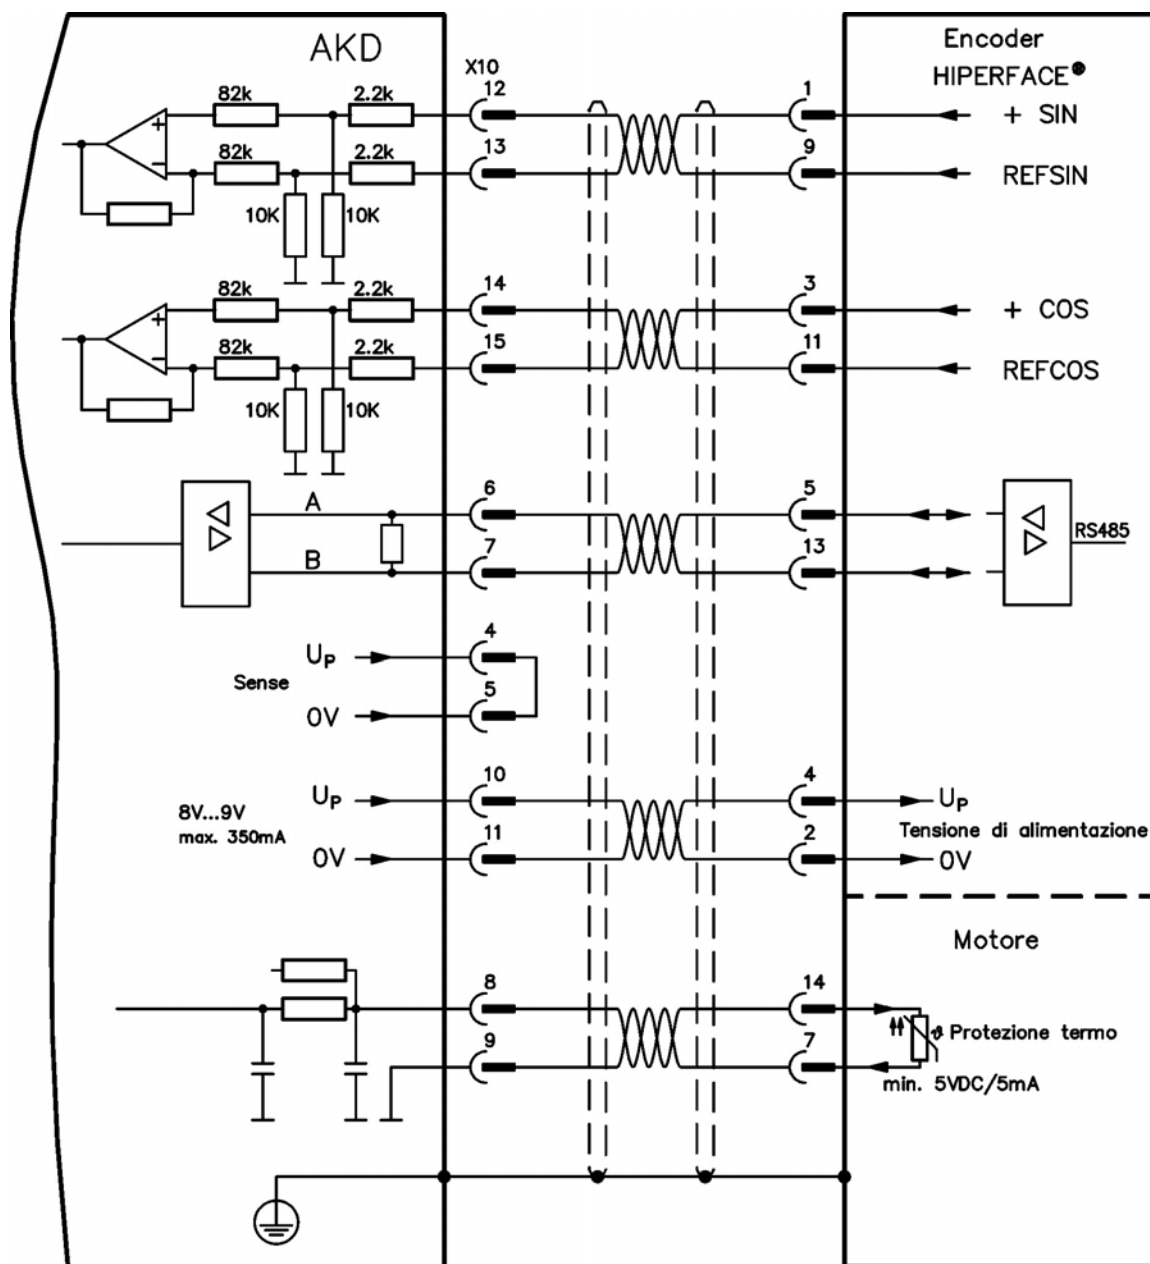 AKD
X10
Encoder
HIPERFACE®
82k 2.2k 12 1 + SIN
+
82k 2.2k 13 9 REFSIN
−
10K 10K
82k 2.2k 14 3 + COS
+
82k 2.2k 15 11 REFCOS
−
10K 10K
A 6 5
RS485
B 7 13
UP 4
Sense
0V 5
UP 10 4 UP
8V...9V
max. 350mA
Tensione di alimentazione
0V 11 2 0V
Motore
8 14
ϑ Protezione termo
9 7
min. 5VDC/5mA